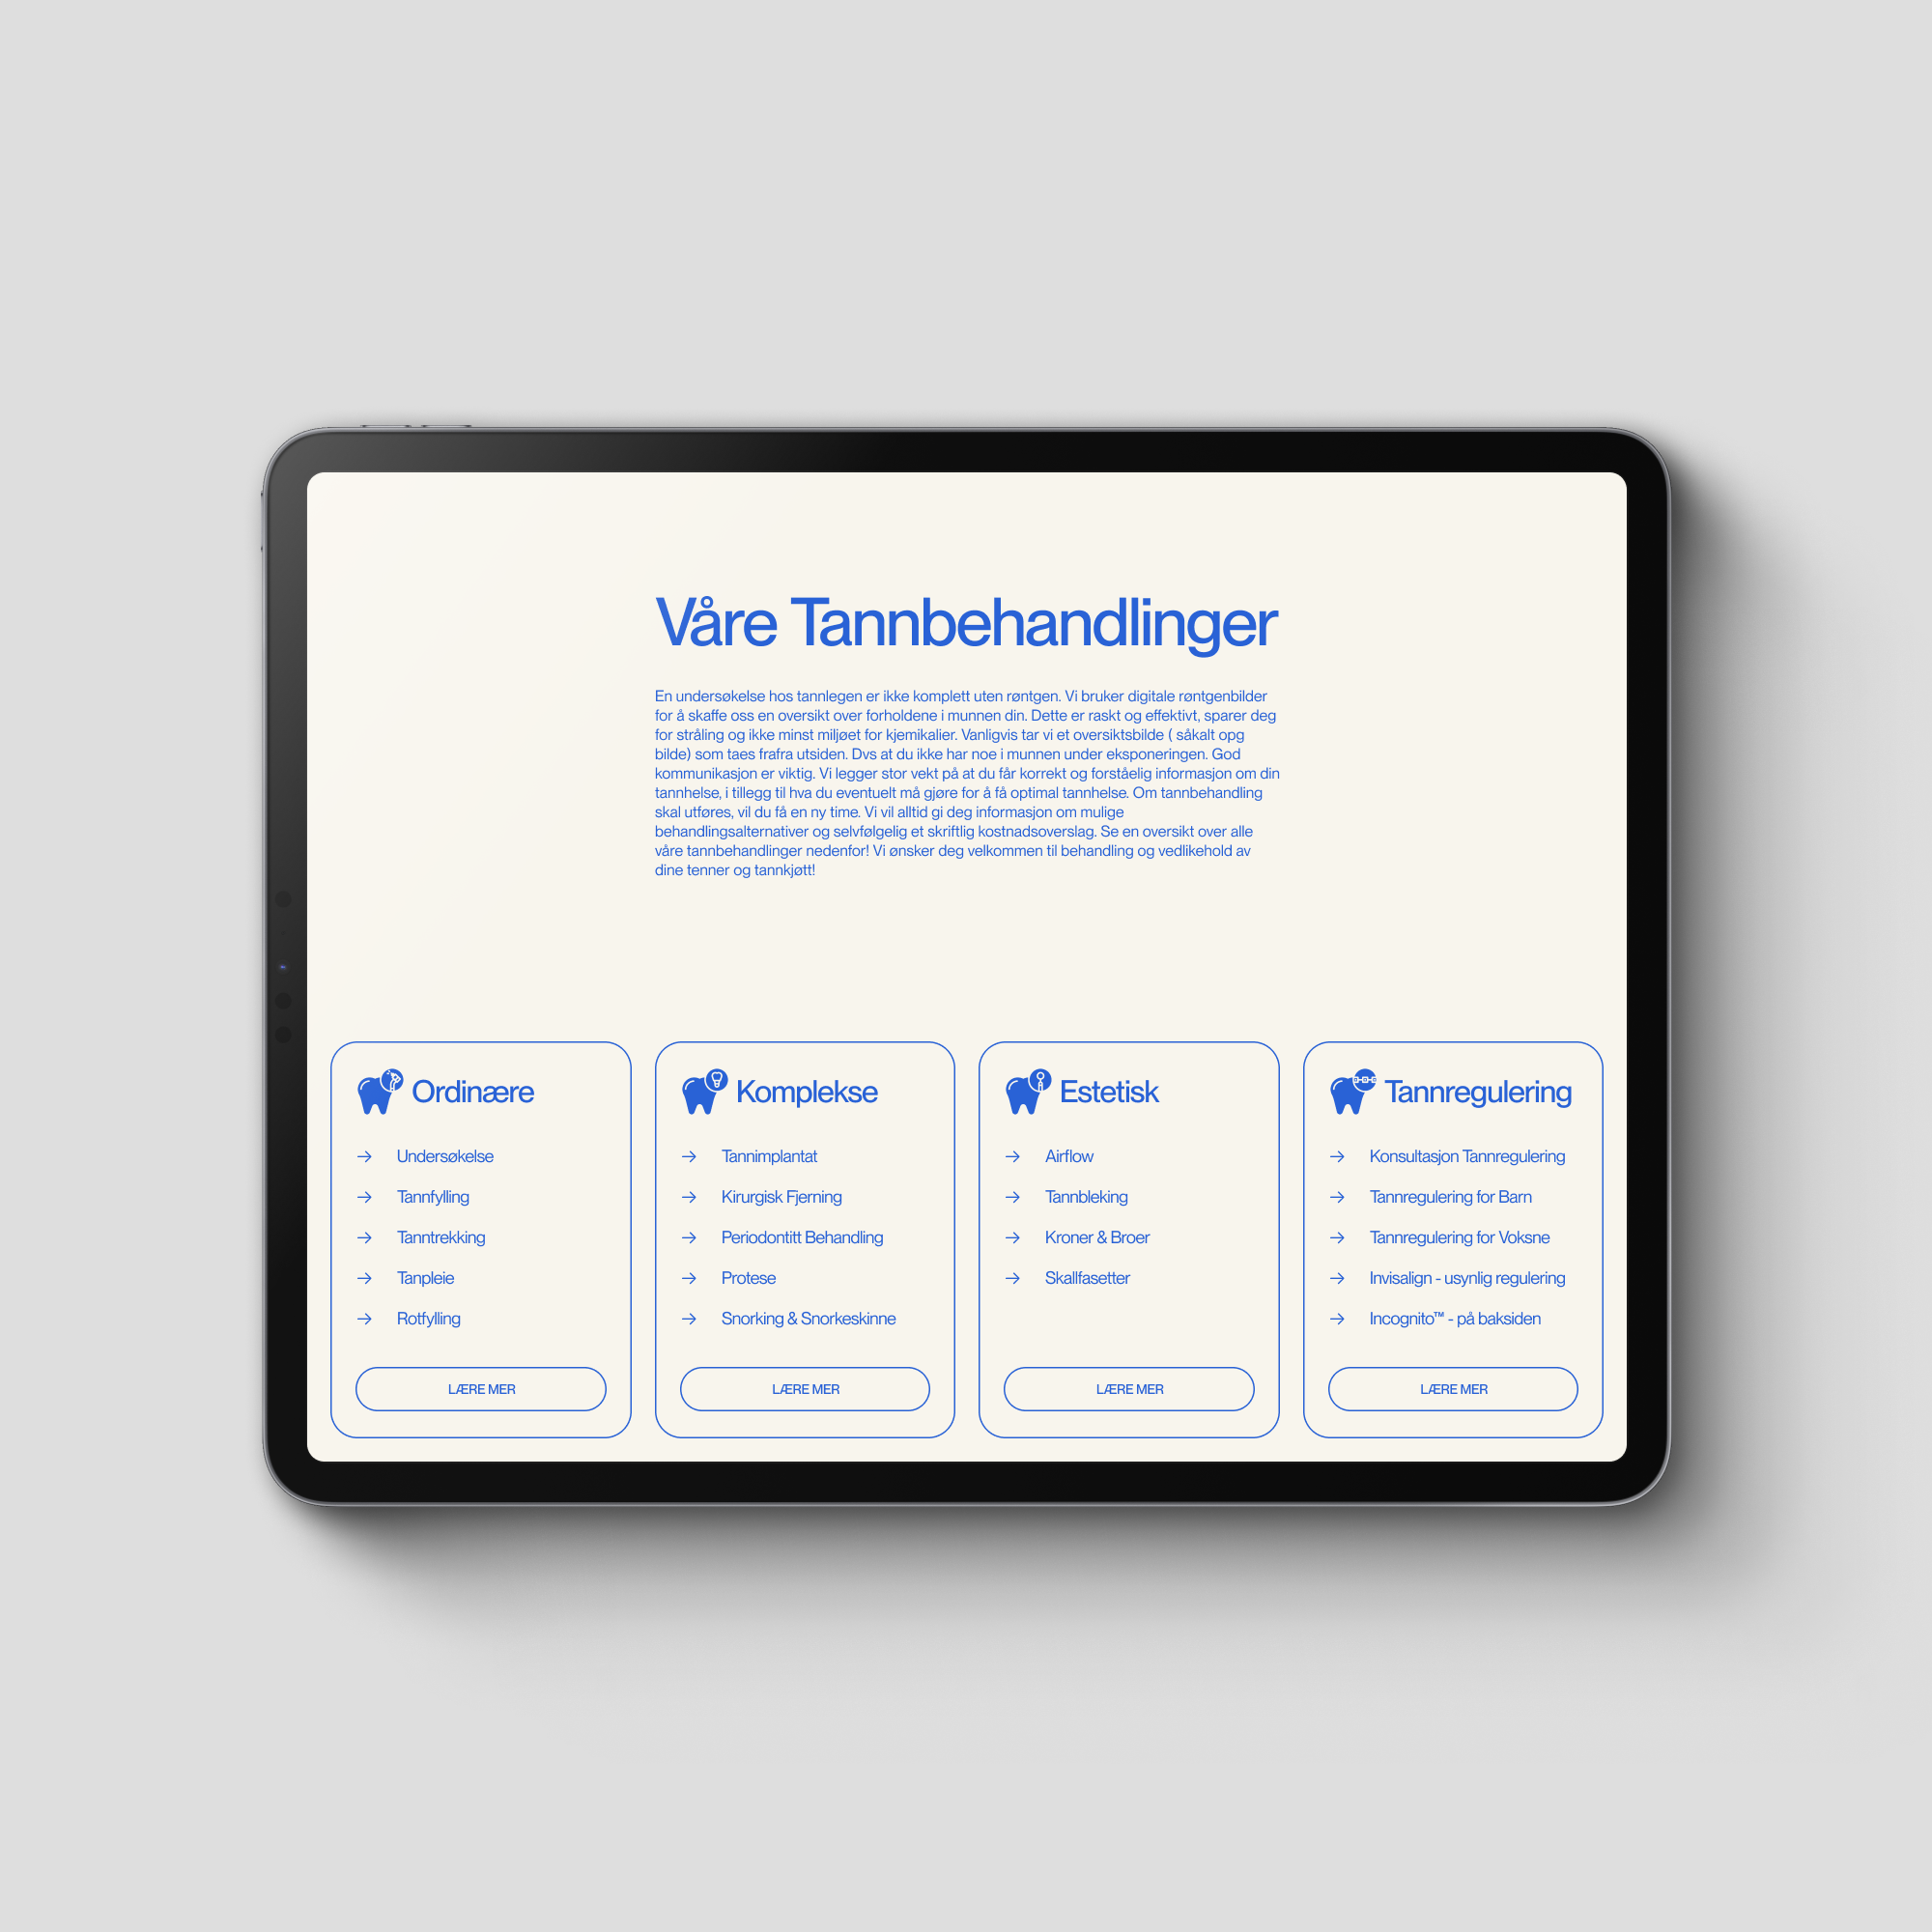 Våre Tannbehandlinger
En undersøkelse hos tannlegen er ikke komplett uten røntgen. Vi bruker digitale røntgenbilder
for å skaffe oss en oversikt over forholdene i munnen din. Dette er raskt og effektivt, sparer deg
for stråling og ikke minst miljøet for kjemikalier. Vanligvis tar vi et oversiktsbilde ( såkalt opg
bilde) som taes frafra utsiden. Dvs at du ikke har noe i munnen under eksponeringen. God
kommunikasjon er viktig. Vi legger stor vekt på at du får korrekt og forståelig informasjon om din
tannhelse, i tillegg til hva du eventuelt må gjøre for å få optimal tannhelse. Om tannbehandling
skal utføres, vil du få en ny time. Vi vil alltid gi deg informasjon om mulige
behandlingsalternativer og selvfølgelig et skriftlig kostnadsoverslag. Se en oversikt over alle
våre tannbehandlinger nedenfor! Vi ønsker deg velkommen til behandling og vedlikehold av
dine tenner og tannkjøtt!
Ordinære
→ Undersøkelse
→ Tannfylling
→ Tanntrekking
→ Tanpleie
→ Rotfylling
LÆRE MER
Komplekse
→ Tannimplantat
→ Kirurgisk Fjerning
→ Periodontitt Behandling
→ Protese
→ Snorking & Snorkeskinne
LÆRE MER
Estetisk
→ Airflow
→ Tannbleking
→ Kroner & Broer
→ Skallfasetter
LÆRE MER
Tannregulering
→ Konsultasjon Tannregulering
→ Tannregulering for Barn
→ Tannregulering for Voksne
→ Invisalign - usynlig regulering
→ Incognito™ - på baksiden
LÆRE MER